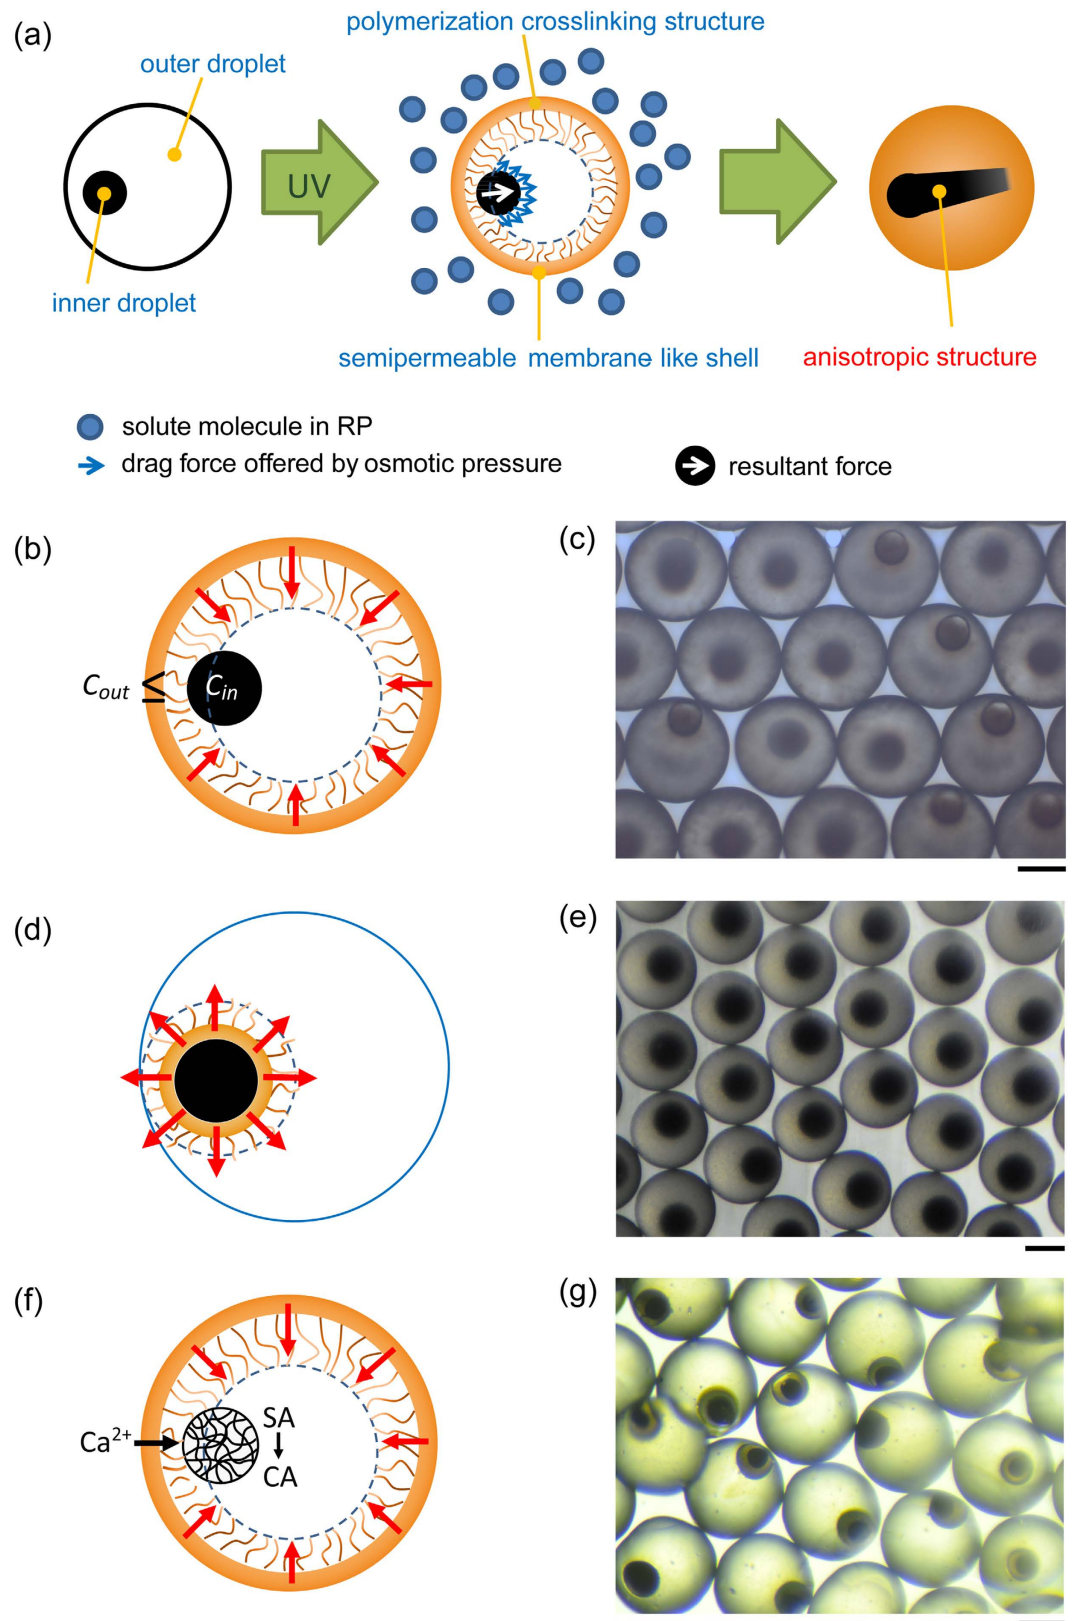 (a)
polymerization crosslinking structure
outer droplet
UV
inner droplet
semipermeable membrane like shell
anisotropic structure
solute molecule in RP
drag force offered by osmotic pressure
resultant force
(b)
Cout ≤ Cin
(c)
(d)
(e)
(f)
Ca2+
SA
CA
(g)